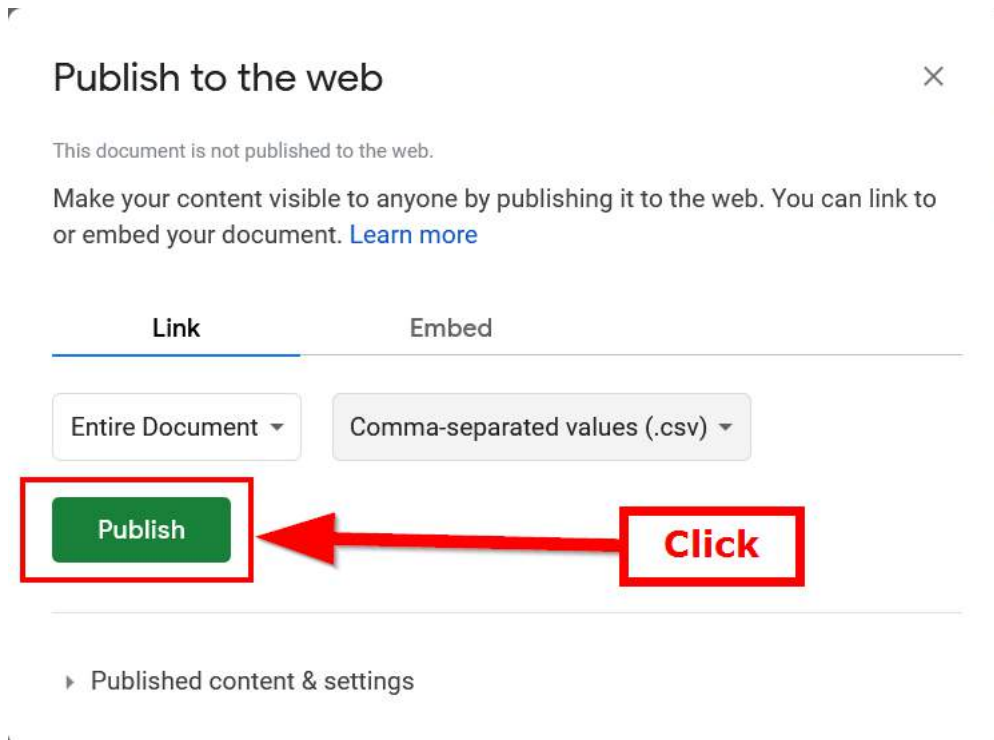 Publish to the web
This document is not published to the web.
Make your content visible to anyone by publishing it to the web. You can link to
or embed your document. Learn more
Link Embed
Entire Document Comma-separated values (.csv)
Publish
Click
Published content & settings